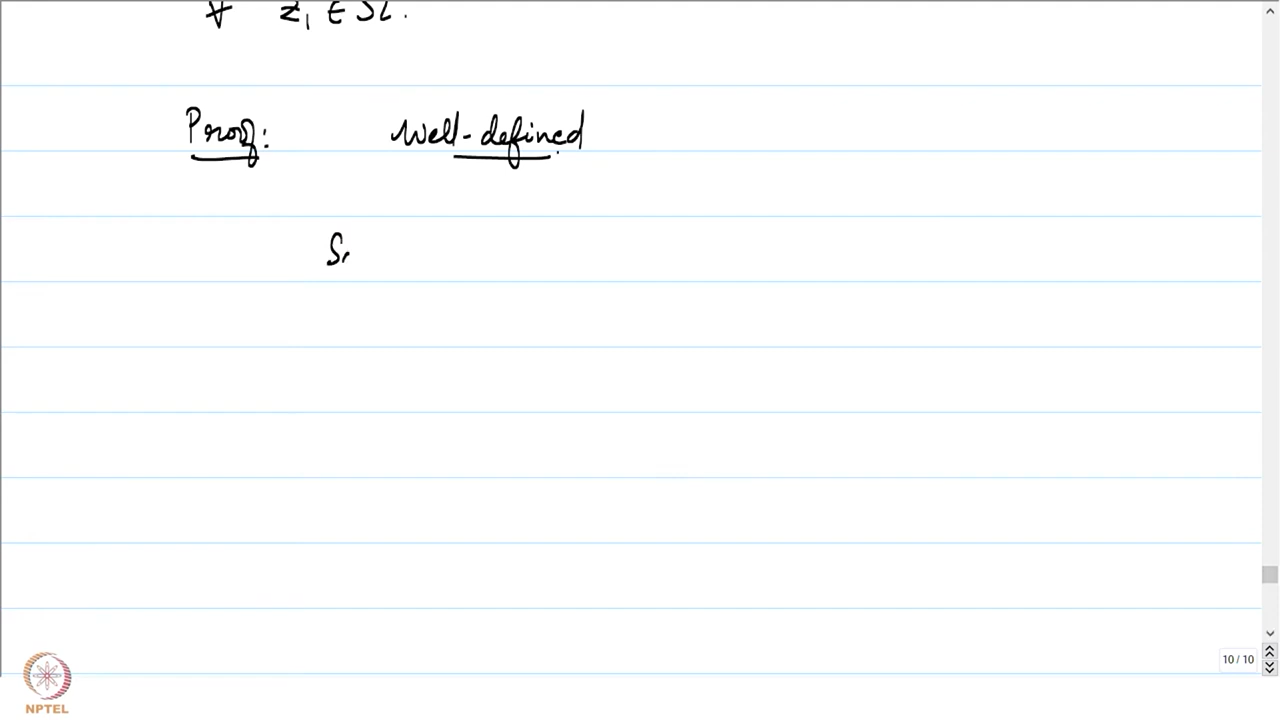 ∀ z₁ ∈ Ω.
Proof: Well-defined
10 / 10
NPTEL